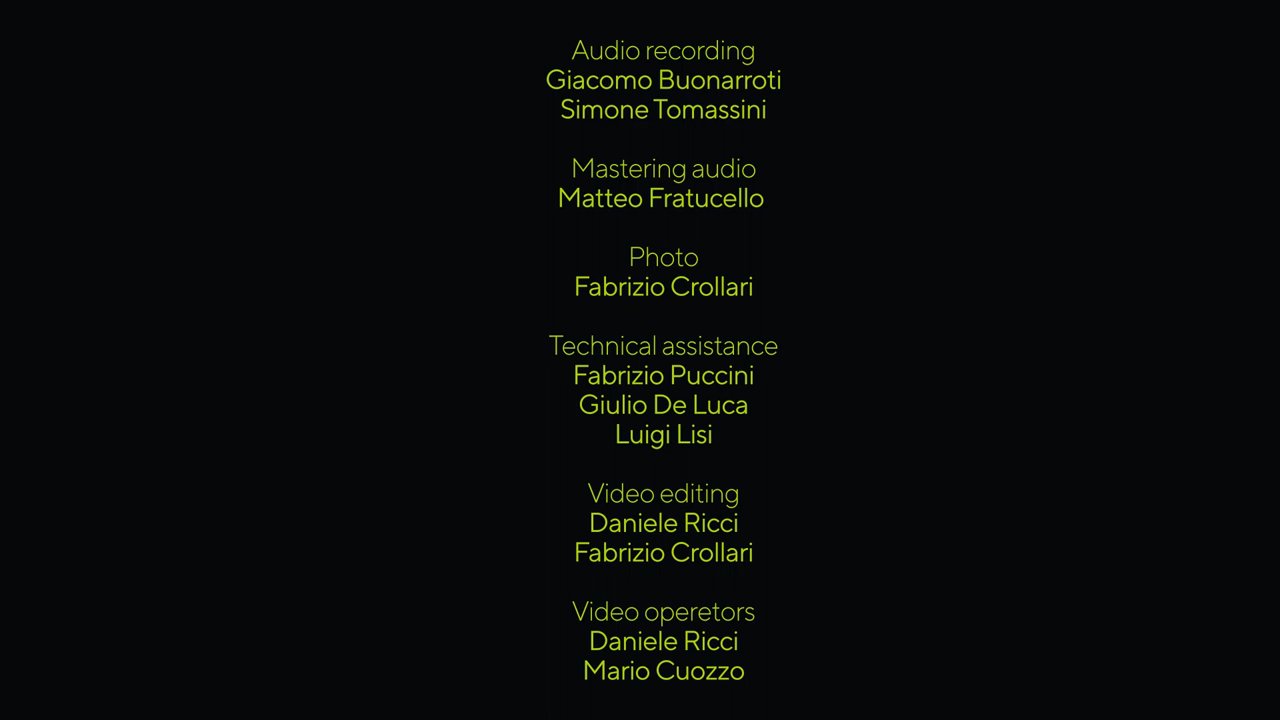 Audio recording
Giacomo Buonarroti
Simone Tomassini
Mastering audio
Matteo Fratucello
Photo
Fabrizio Crollari
Technical assistance
Fabrizio Puccini
Giulio De Luca
Luigi Lisi
Video editing
Daniele Ricci
Fabrizio Crollari
Video operetors
Daniele Ricci
Mario Cuozzo